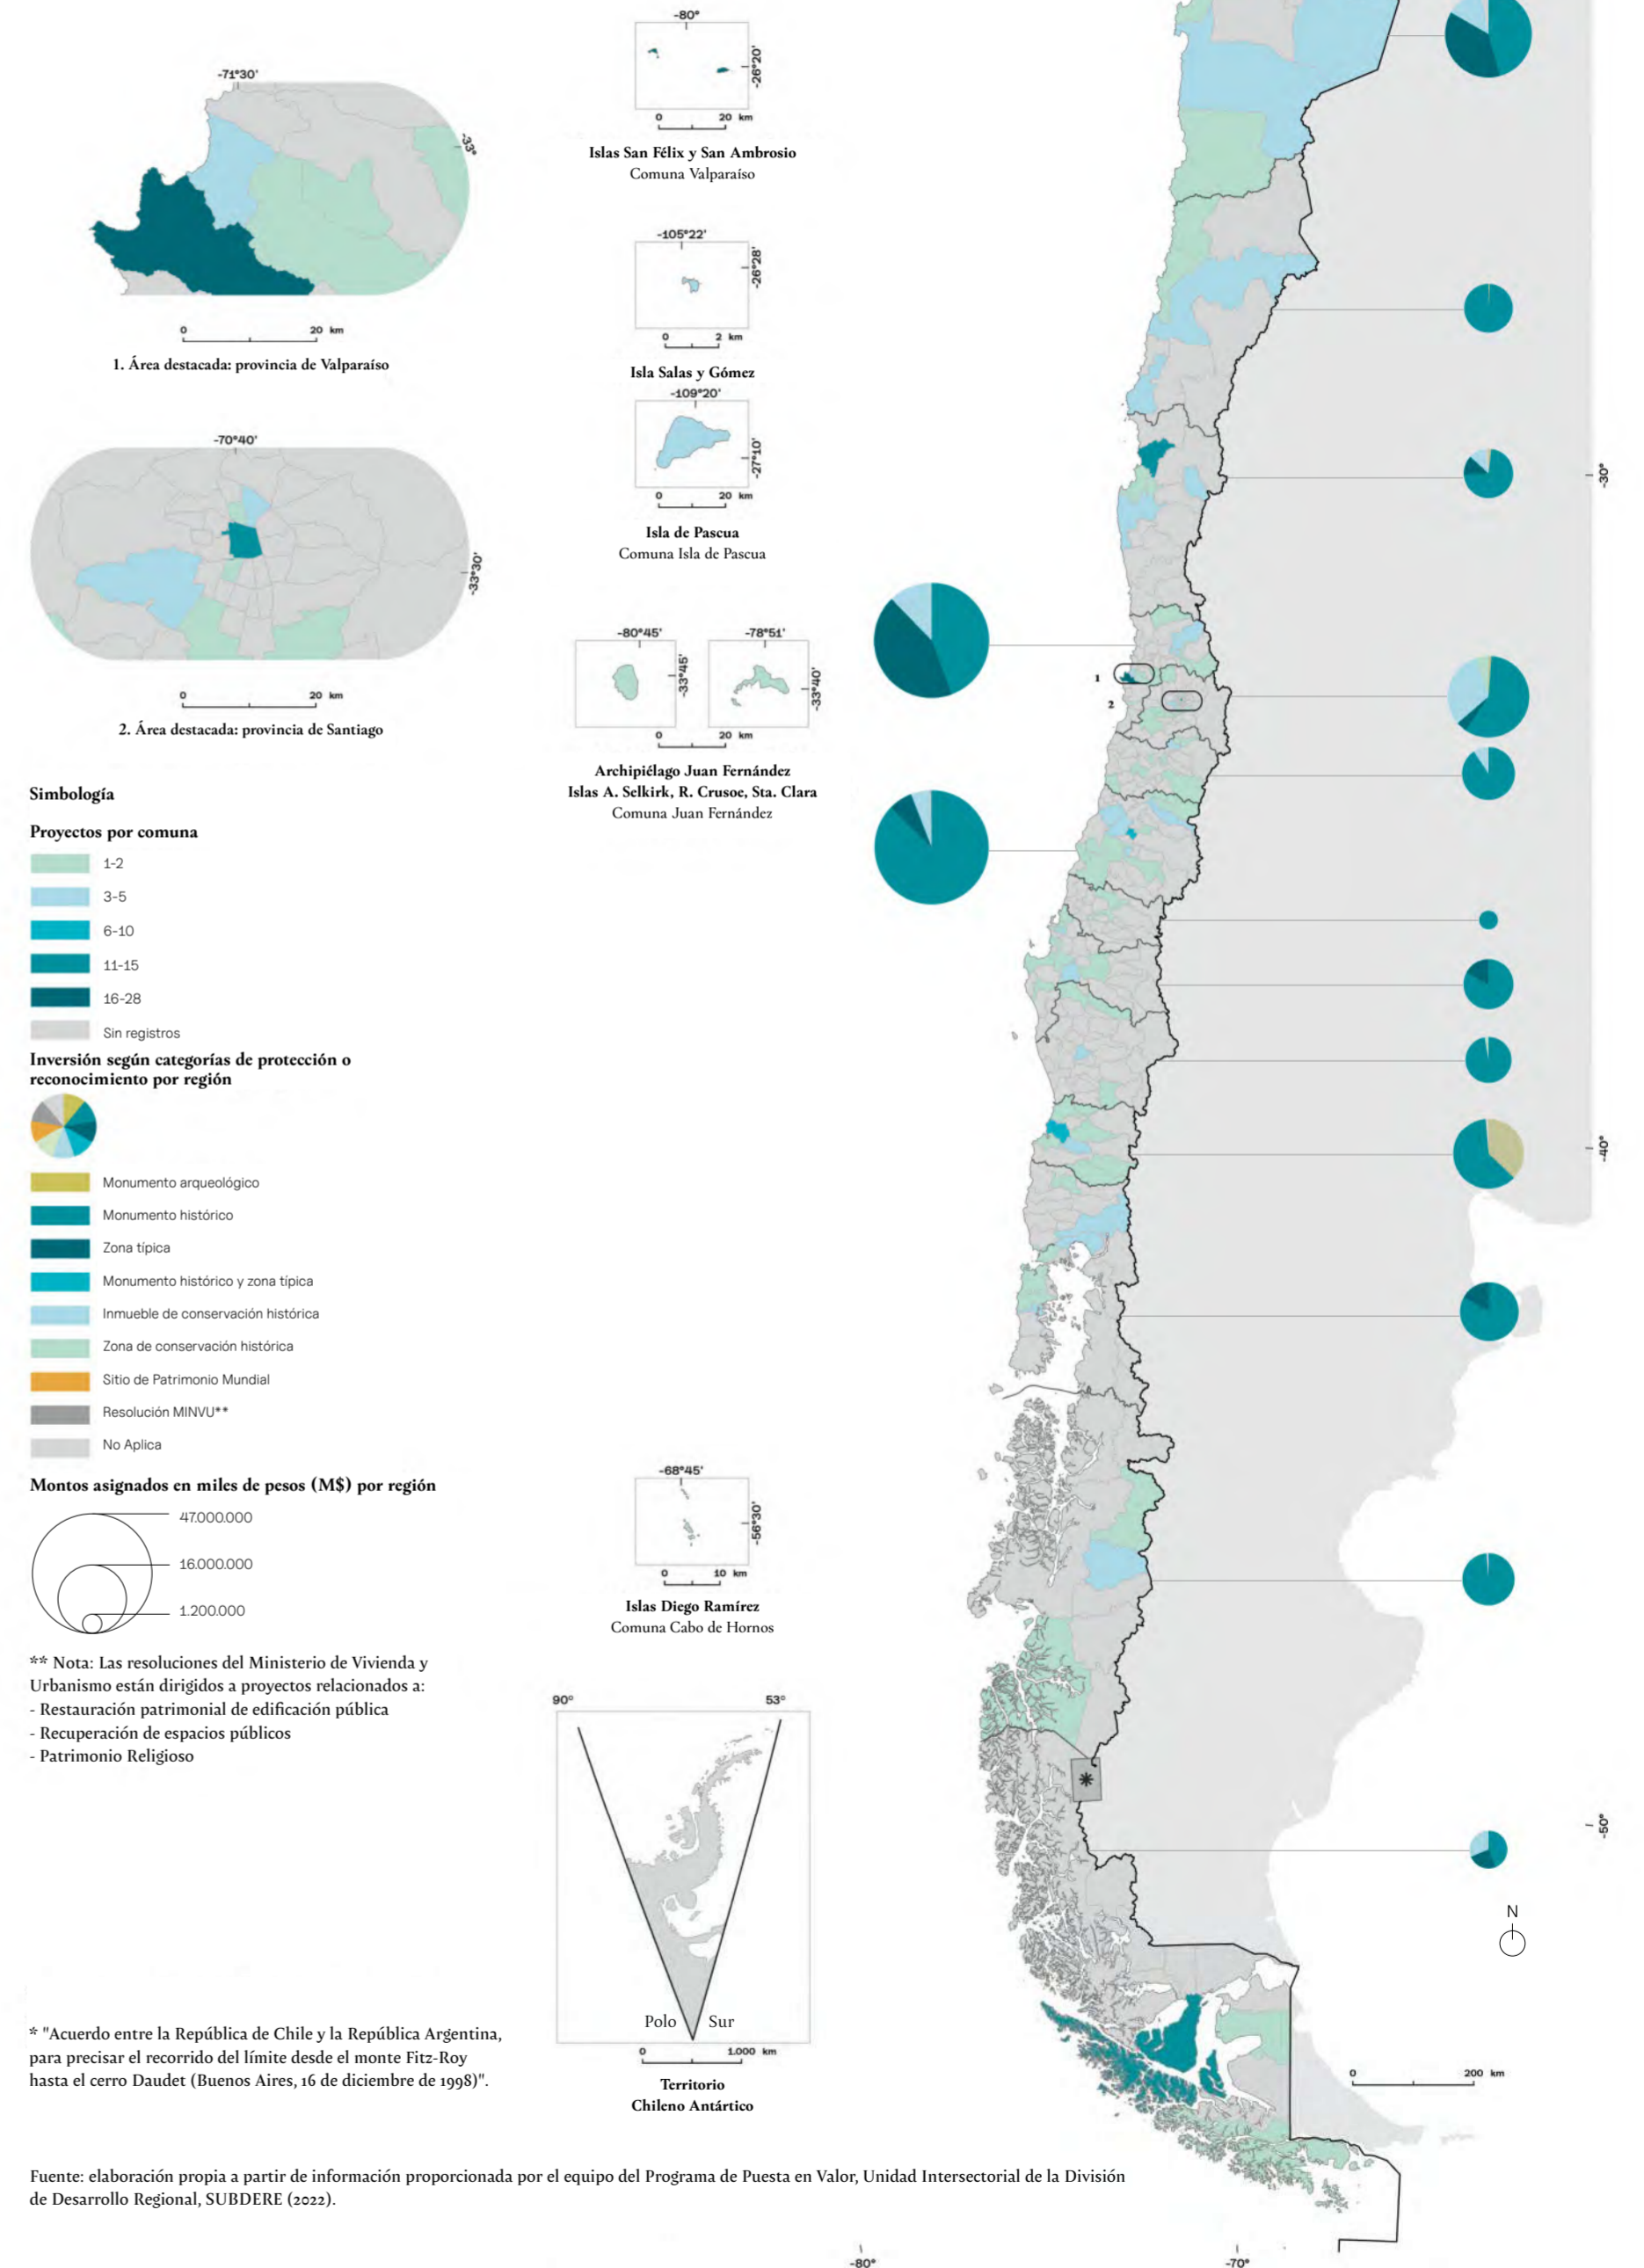 -71°30'
-33°
0 20 km
1. Área destacada: provincia de Valparaíso
-70°40'
-33°30'
0 20 km
2. Área destacada: provincia de Santiago
Simbología
Proyectos por comuna
1-2
3-5
6-10
11-15
16-28
Sin registros
Inversión según categorías de protección o
reconocimiento por región
Monumento arqueológico
Monumento histórico
Zona típica
Monumento histórico y zona típica
Inmueble de conservación histórica
Zona de conservación histórica
Sitio de Patrimonio Mundial
Resolución MINVU**
No Aplica
Montos asignados en miles de pesos (M$) por región
47.000.000
16.000.000
1.200.000
** Nota: Las resoluciones del Ministerio de Vivienda y
Urbanismo están dirigidos a proyectos relacionados a:
- Restauración patrimonial de edificación pública
- Recuperación de espacios públicos
- Patrimonio Religioso
* "Acuerdo entre la República de Chile y la República Argentina,
para precisar el recorrido del límite desde el monte Fitz-Roy
hasta el cerro Daudet (Buenos Aires, 16 de diciembre de 1998)".
-80°
-26°20'
0 20 km
Islas San Félix y San Ambrosio
Comuna Valparaíso
-105°22'
-26°28'
0 2 km
Isla Salas y Gómez
-109°20'
-27°10'
0 20 km
Isla de Pascua
Comuna Isla de Pascua
-80°45'
-33°45'
-78°51'
-33°40'
0 20 km
Archipiélago Juan Fernández
Islas A. Selkirk, R. Crusoe, Sta. Clara
Comuna Juan Fernández
-68°45'
-56°30'
0 10 km
Islas Diego Ramírez
Comuna Cabo de Hornos
90° 53°
Polo Sur
0 1.000 km
Territorio
Chileno Antártico
1
2
-30°
-40°
-50°
*
N
0 200 km
-80° -70°
Fuente: elaboración propia a partir de información proporcionada por el equipo del Programa de Puesta en Valor, Unidad Intersectorial de la División
de Desarrollo Regional, SUBDERE (2022).